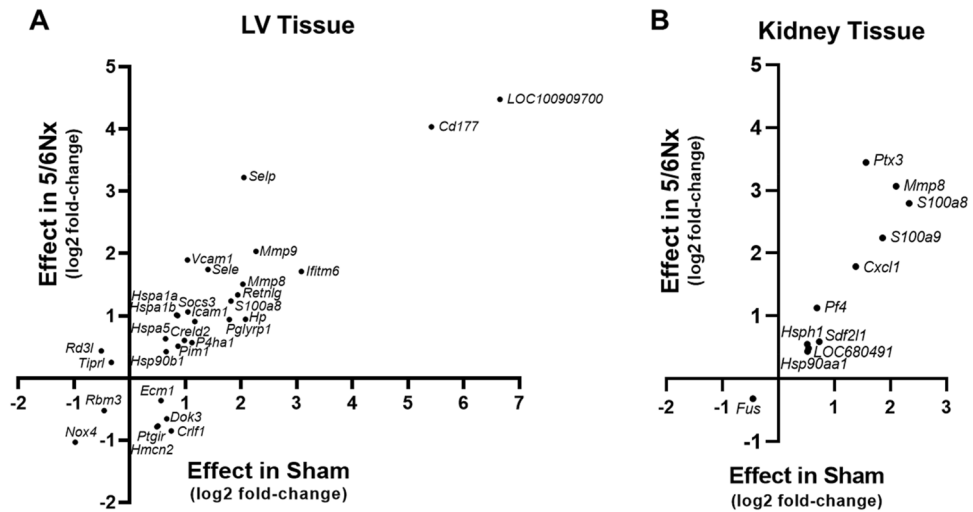 A
LV Tissue
Effect in 5/6Nx
(log2 fold-change)
5
4
3
2
1
-1
-2
-2
-1
0
1
2
3
4
5
6
7
LOC100909700
Cd177
Selp
Mmp9
Vcam1
Sele
Ifitm6
Mmp8
Retnlg
S100a8
Hspa1a
Hspa1b
Socs3
Icam1
Hp
Pglyrp1
Hspa5
Creld2
P4ha1
Pim1
Hsp90b1
Rd3l
Tiprl
Rbm3
Nox4
Ecm1
Dok3
Crlf1
Ptgir
Hmcn2
Effect in Sham
(log2 fold-change)
B
Kidney Tissue
Effect in 5/6Nx
(log2 fold-change)
5
4
3
2
1
-1
-2
-1
0
1
2
3
Ptx3
Mmp8
S100a8
S100a9
Cxcl1
Pf4
Hsph1
Sdf2l1
LOC680491
Hsp90aa1
Fus
Effect in Sham
(log2 fold-change)